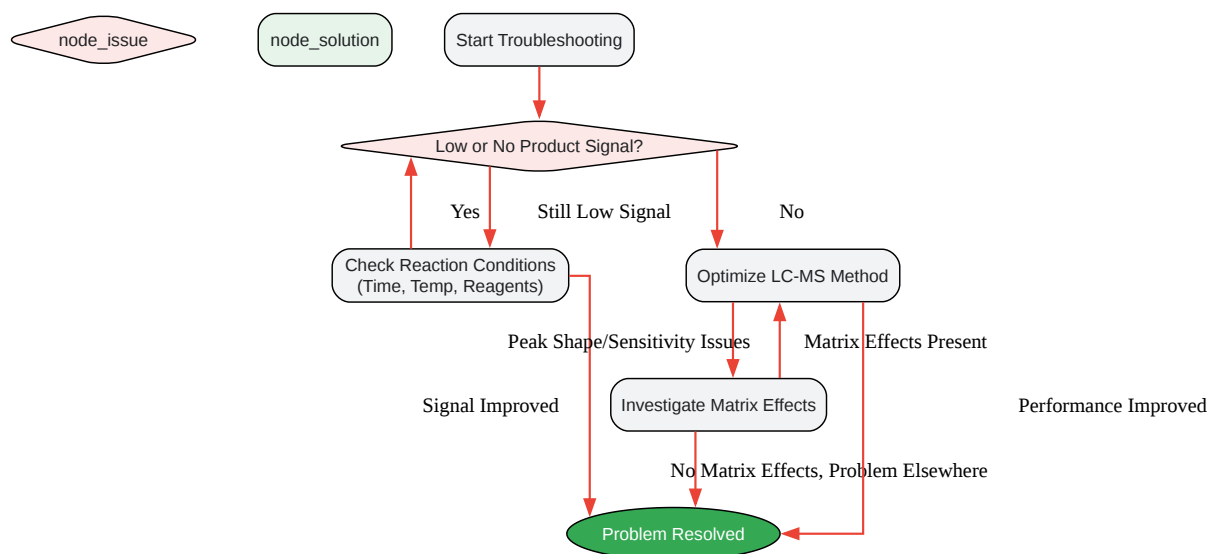 node_issue
node_solution
Start Troubleshooting
Low or No Product Signal?
Yes
Still Low Signal
No
Check Reaction Conditions
(Time, Temp, Reagents)
Optimize LC-MS Method
Peak Shape/Sensitivity Issues
Matrix Effects Present
Signal Improved
Investigate Matrix Effects
Performance Improved
No Matrix Effects, Problem Elsewhere
Problem Resolved